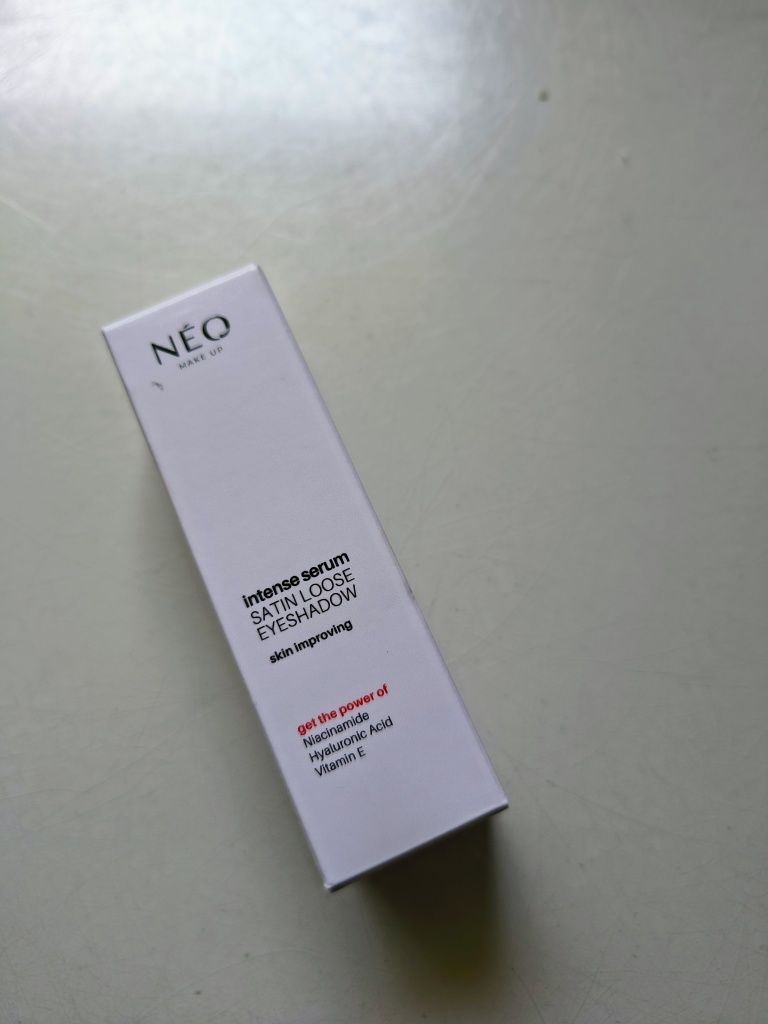 NÉO
MAKE UP
intense serum
SATIN LOOSE
EYESHADOW
skin improving
get the power of
Niacinamide
Hyaluronic Acid
Vitamin E